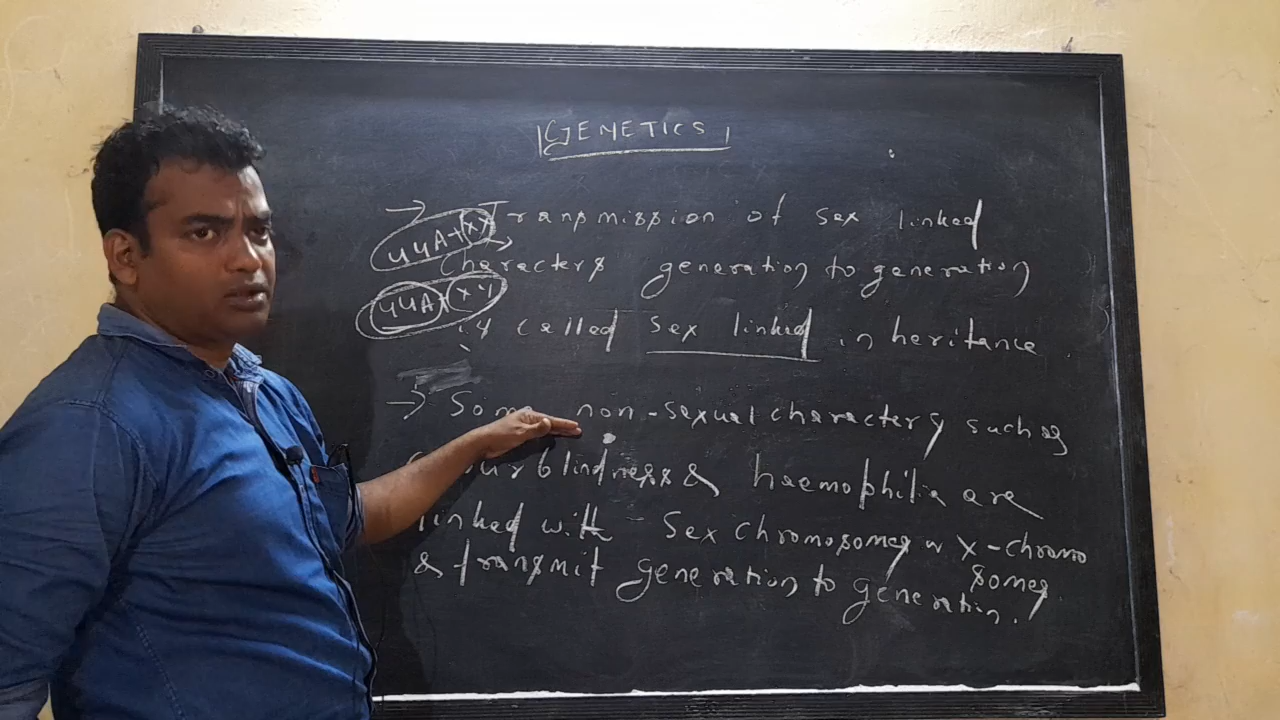 GENETICS
→ Transmission of sex linked
44A+XX
characters generation to generation
44A+XY
is called sex linked inheritance.
→ Some non-sexual characters such as
blindness & haemophilia are
linked with sex chromosomes or X-chromo
somes.
& transmit generation to generation.